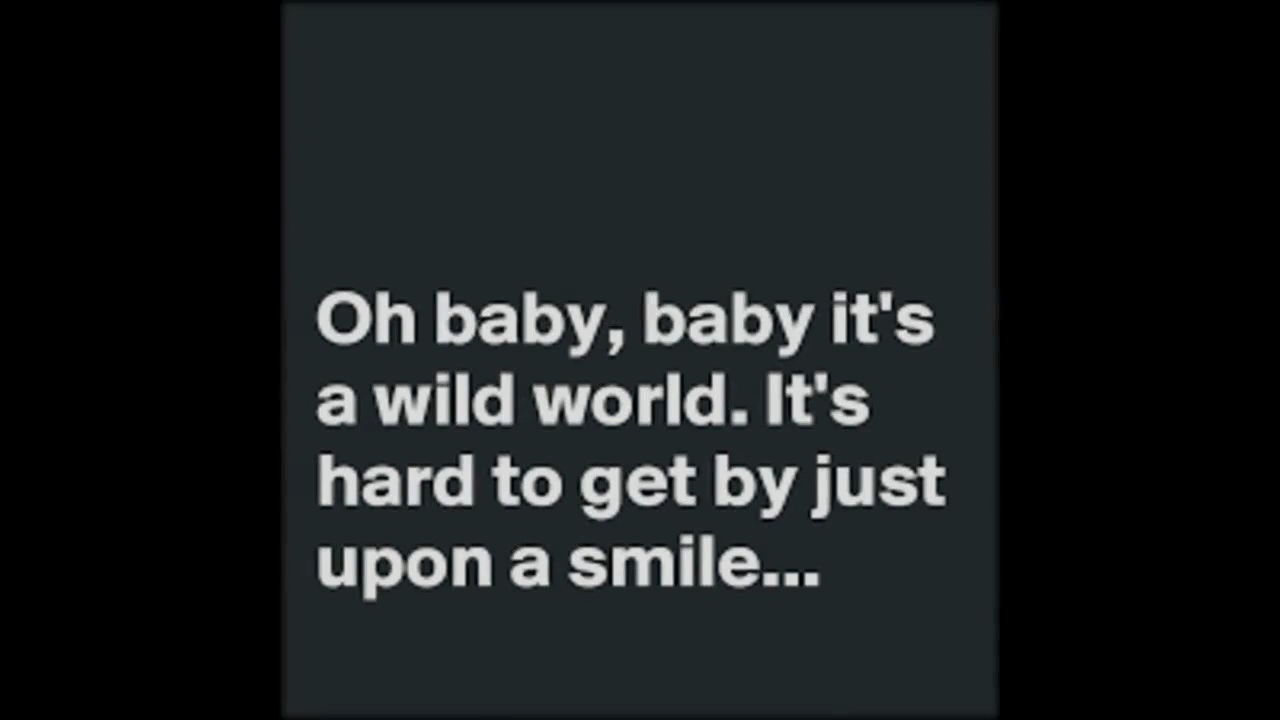 Oh baby, baby it's
a wild world. It's
hard to get by just
upon a smile...